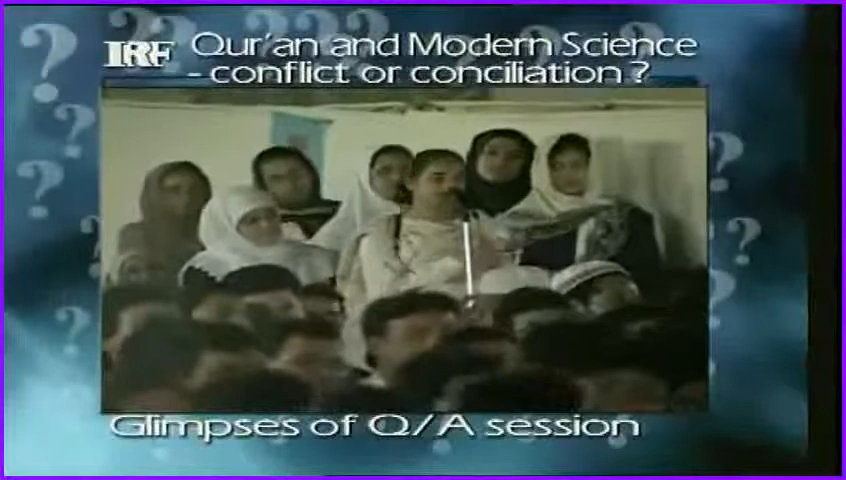 IRF Qur'an and Modern Science
- conflict or conciliation ?
Glimpses of Q/A session